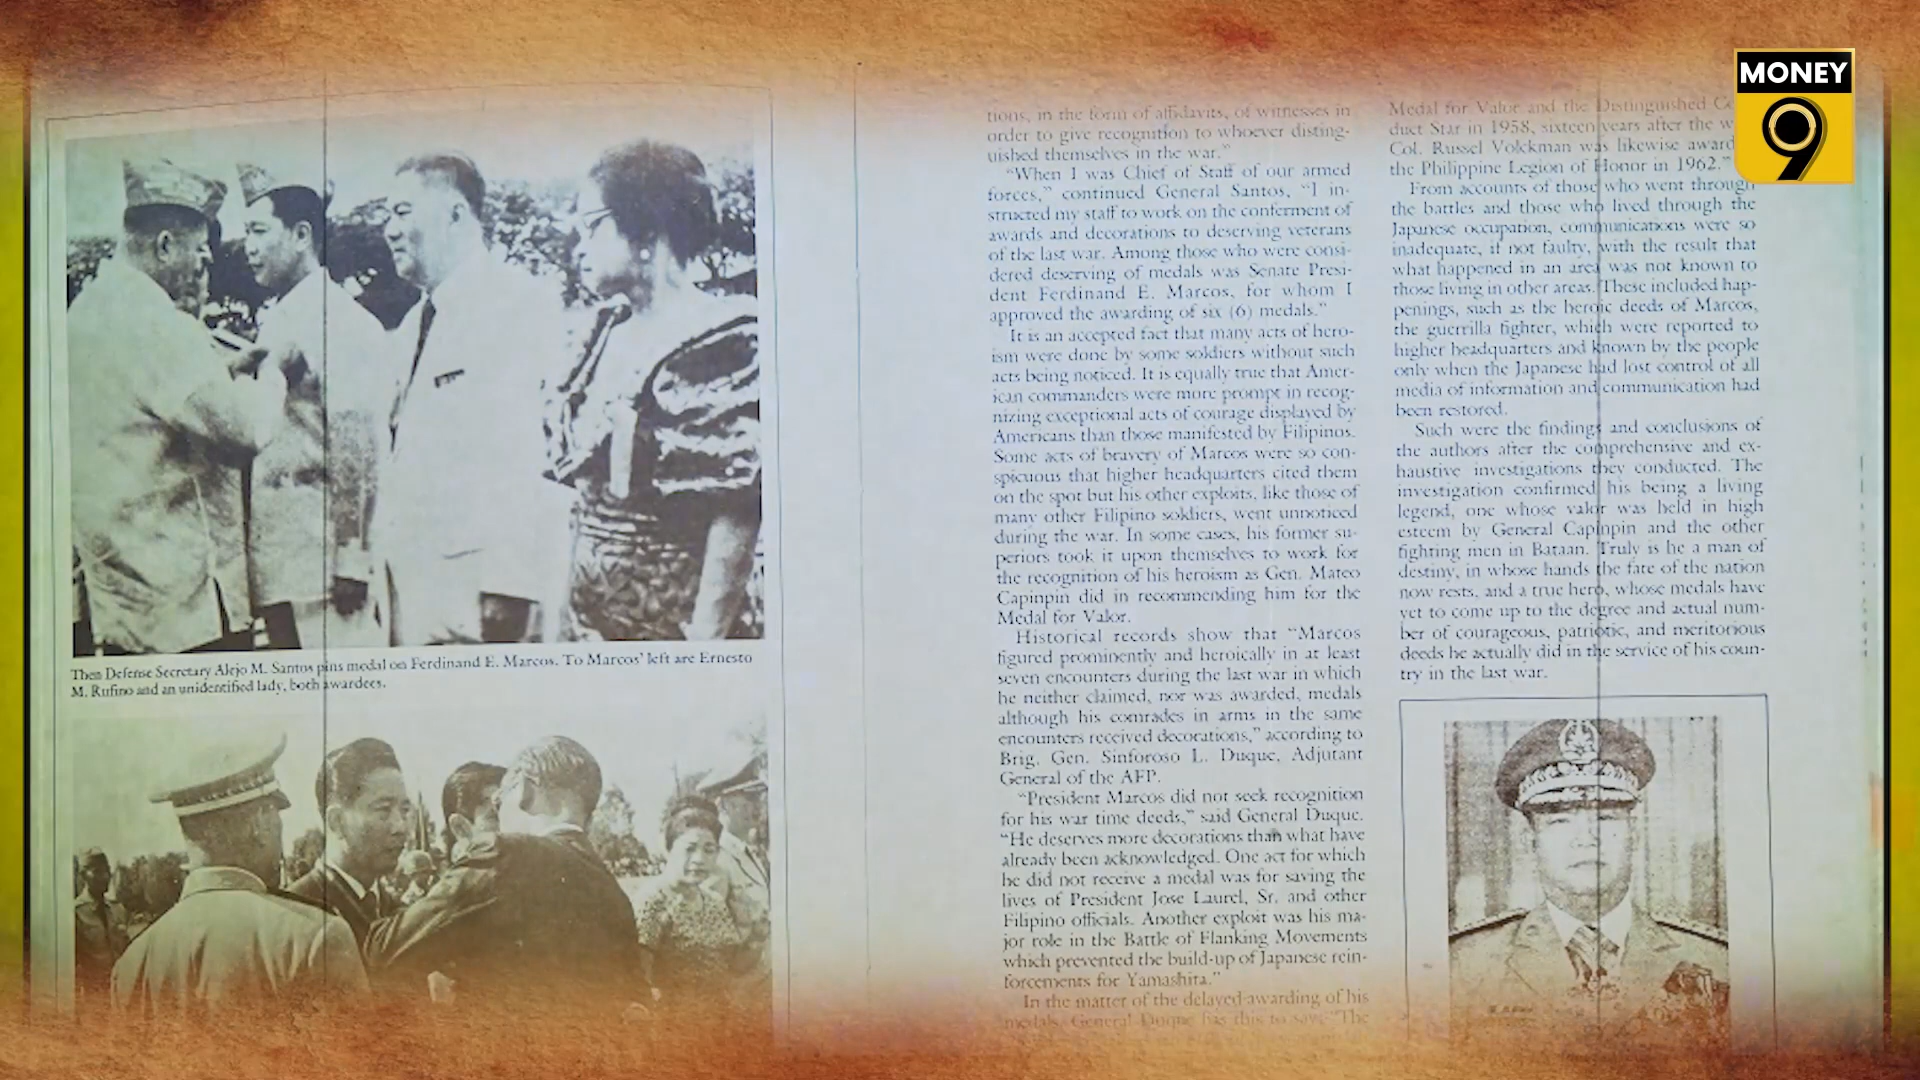 MONEY
9
Then Defense Secretary Alejo M. Santos pins medal on Ferdinand E. Marcos. To Marcos' left are Ernesto
M. Rufino and an unidentified lady, both awardees.
tions, in the form of affidavits, of witnesses in
order to give recognition to whoever disting-
uished themselves in the war."
"When I was Chief of Staff of our armed
forces," continued General Santos, "I in-
structed my staff to work on the conferment of
awards and decorations to deserving veterans
of the last war. Among those who were consi-
dered deserving of medals was Senate Presi-
dent Ferdinand E. Marcos, for whom I
approved the awarding of six (6) medals."
It is an accepted fact that many acts of hero-
ism were done by some soldiers without such
acts being noticed. It is equally true that Amer-
ican commanders were more prompt in recog-
nizing exceptional acts of courage displayed by
Americans than those manifested by Filipinos.
Some acts of bravery of Marcos were so con-
spicuous that higher headquarters cited them
on the spot but his other exploits, like those of
many other Filipino soldiers, went unnoticed
during the war. In some cases, his former su-
periors took it upon themselves to work for
the recognition of his heroism as Gen. Mateo
Capinpin did in recommending him for the
Medal for Valor.
Historical records show that "Marcos
figured prominently and heroically in at least
seven encounters during the last war in which
he neither claimed, nor was awarded, medals
although his comrades in arms in the same
encounters received decorations," according to
Brig. Gen. Sinforoso L. Duque, Adjutant
General of the AFP.
"President Marcos did not seek recognition
for his war time deeds," said General Duque.
"He deserves more decorations than what have
already been acknowledged. One act for which
he did not receive a medal was for saving the
lives of President Jose Laurel, Sr. and other
Filipino officials. Another exploit was his ma-
jor role in the Battle of Flanking Movements
which prevented the build-up of Japanese rein-
forcements for Yamashita."
In the matter of the delayed awarding of his
medals, General Duque has this to say: "The
Medal for Valor and the Distinguished Co
duct Star in 1958, sixteen years after the w
Col. Russel Volckman was likewise award
the Philippine Legion of Honor in 1962."
From accounts of those who went through
the battles and those who lived through the
Japanese occupation, communications were so
inadequate, if not faulty, with the result that
what happened in an area was not known to
those living in other areas. These included hap-
penings, such as the heroic deeds of Marcos,
the guerrilla fighter, which were reported to
higher headquarters and known by the people
only when the Japanese had lost control of all
media of information and communication had
been restored.
Such were the findings and conclusions of
the authors after the comprehensive and ex-
haustive investigations they conducted. The
investigation confirmed his being a living
legend, one whose valor was held in high
esteem by General Capinpin and the other
fighting men in Bataan. Truly is he a man of
destiny, in whose hands the fate of the nation
now rests, and a true hero, whose medals have
yet to come up to the degree and actual num-
ber of courageous, patriotic, and meritorious
deeds he actually did in the service of his coun-
try in the last war.